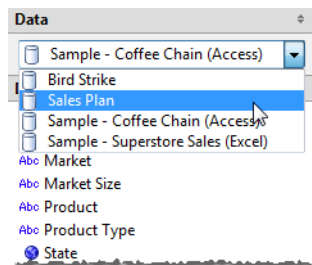 Data
Sample - Coffee Chain (Access)
Bird Strike
Sales Plan
Sample - Coffee Chain (Access)
Sample - Superstore Sales (Excel)
Abc Market
Abc Market Size
Abc Product
Abc Product Type
State